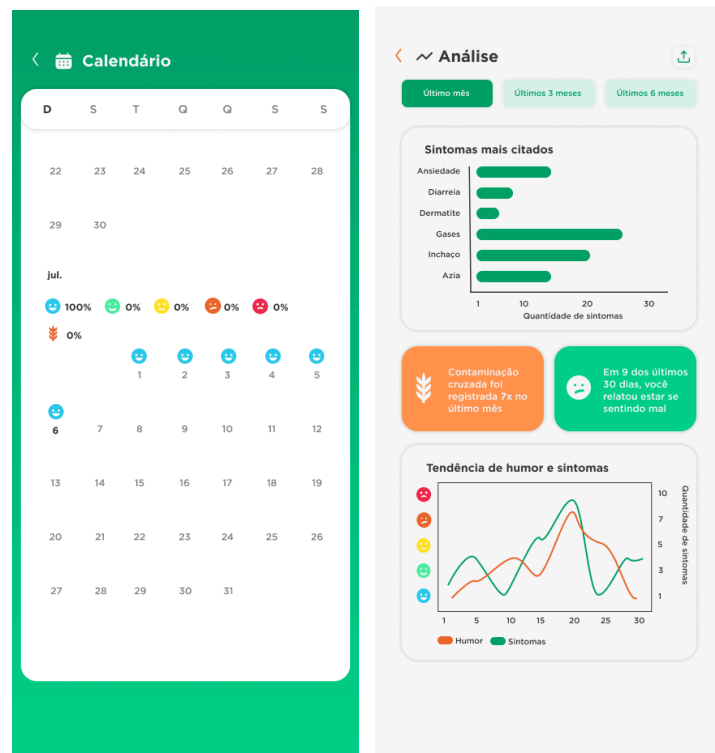 Calendário
D S T Q Q S S
22 23 24 25 26 27 28
29 30
jul.
100% 0% 0% 0% 0%
0%
1 2 3 4 5
6 7 8 9 10 11 12
13 14 15 16 17 18 19
20 21 22 23 24 25 26
27 28 29 30 31
Análise
Último mês Últimos 3 meses Últimos 6 meses
Sintomas mais citados
Ansiedade
Diarreia
Dermatite
Gases
Inchaço
Azia
1 10 20 30
Quantidade de sintomas
Contaminação
cruzada foi
registrada 7x no
último mês
Em 9 dos últimos
30 dias, você
relatou estar se
sentindo mal
Tendência de humor e sintomas
10
7
5
3
1
Quantidade de sintomas
1 5 10 15 20 25 30
Humor Sintomas